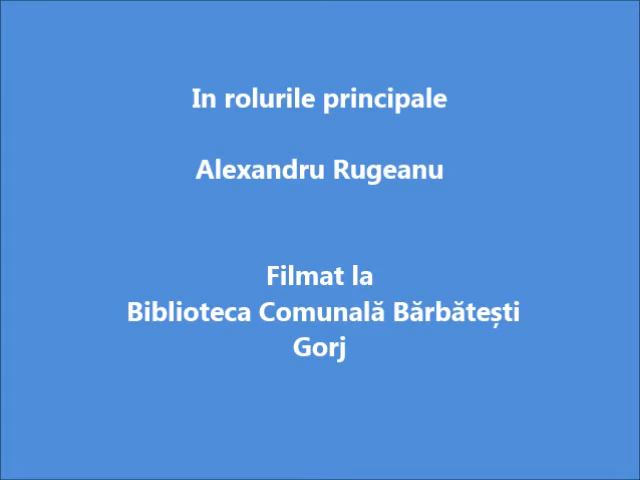 In rolurile principale
Alexandru Rugeanu
Filmat la
Biblioteca Comunală Bărbătești
Gorj